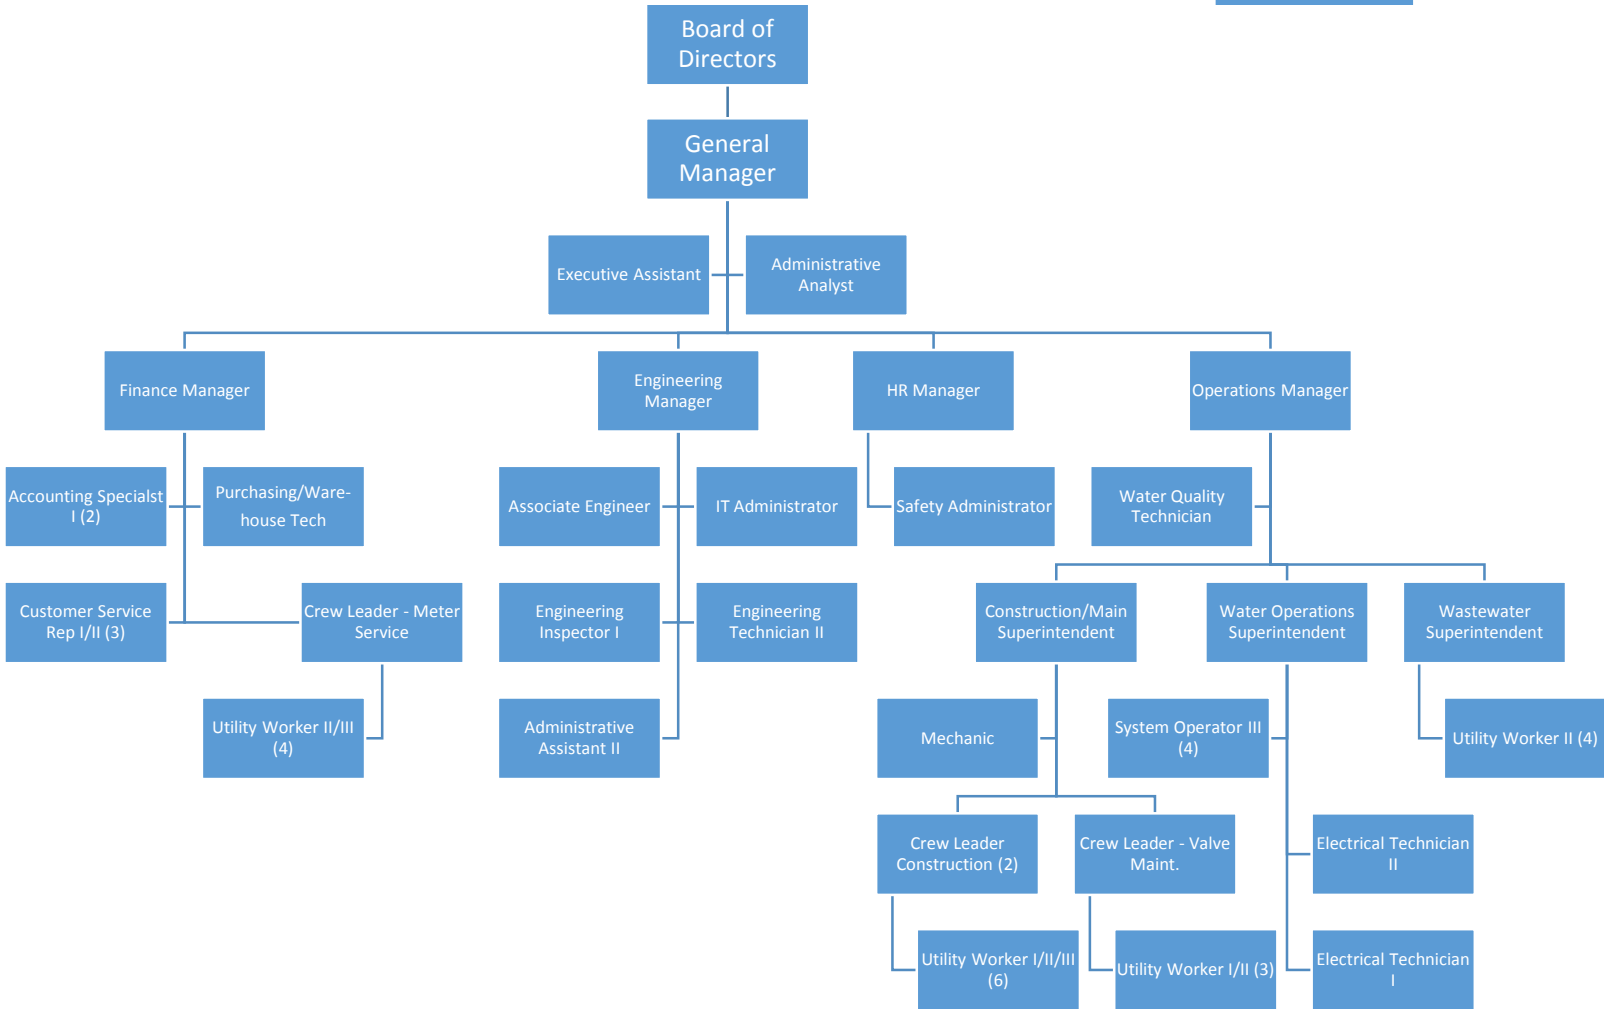 Board of
Directors
General
Manager
Executive Assistant
Administrative
Analyst
Finance Manager
Engineering
Manager
HR Manager
Operations Manager
Accounting Specialst
I (2)
Purchasing/Ware-
house Tech
Associate Engineer
IT Administrator
Safety Administrator
Water Quality
Technician
Customer Service
Rep I/II (3)
Crew Leader - Meter
Service
Engineering
Inspector I
Engineering
Technician II
Construction/Main
Superintendent
Water Operations
Superintendent
Wastewater
Superintendent
Utility Worker II/III
(4)
Administrative
Assistant II
Mechanic
System Operator III
(4)
Utility Worker II (4)
Crew Leader
Construction (2)
Crew Leader - Valve
Maint.
Electrical Technician
II
Utility Worker I/II/III
(6)
Utility Worker I/II (3)
Electrical Technician
I